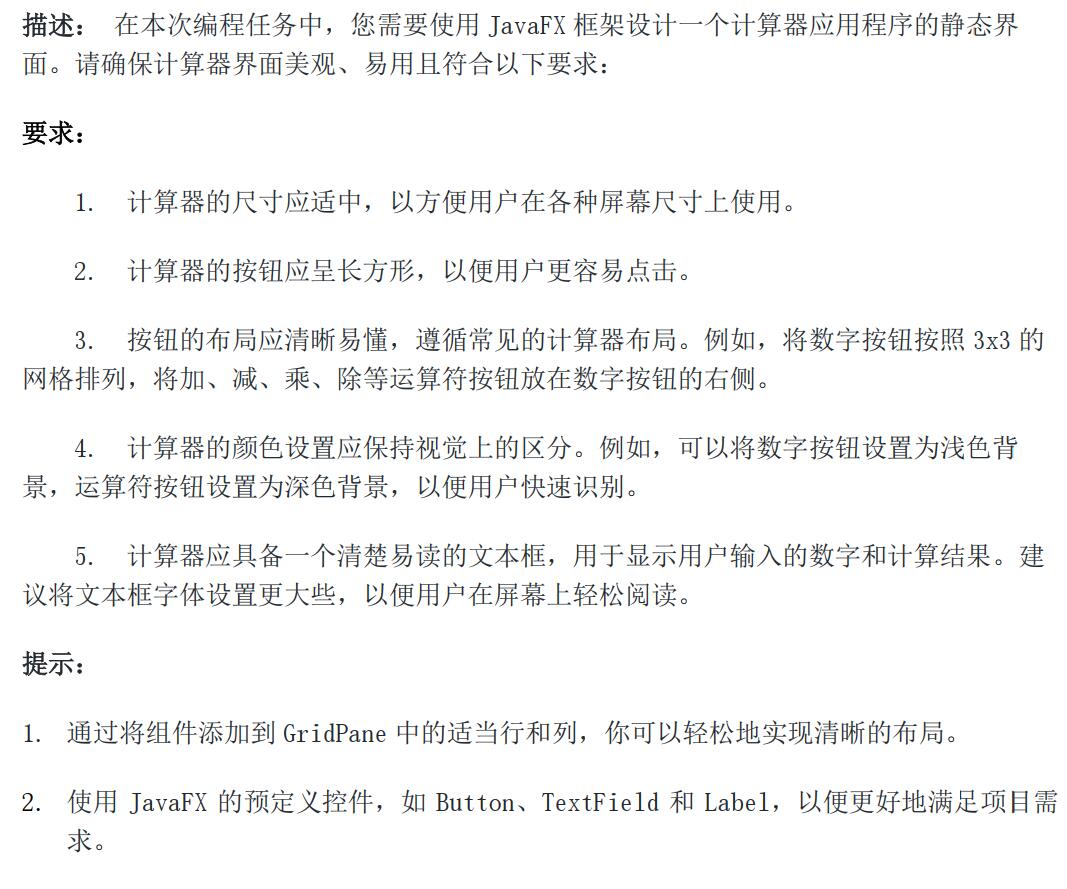 描述： 在本次编程任务中，您需要使用 JavaFX 框架设计一个计算器应用程序的静态界
面。请确保计算器界面美观、易用且符合以下要求：
要求：
1. 计算器的尺寸应适中，以方便用户在各种屏幕尺寸上使用。
2. 计算器的按钮应呈长方形，以便用户更容易点击。
3. 按钮的布局应清晰易懂，遵循常见的计算器布局。例如，将数字按钮按照 3x3 的
网格排列，将加、减、乘、除等运算符按钮放在数字按钮的右侧。
4. 计算器的颜色设置应保持视觉上的区分。例如，可以将数字按钮设置为浅色背
景，运算符按钮设置为深色背景，以便用户快速识别。
5. 计算器应具备一个清楚易读的文本框，用于显示用户输入的数字和计算结果。建
议将文本框字体设置更大些，以便用户在屏幕上轻松阅读。
提示：
1. 通过将组件添加到 GridPane 中的适当行和列，你可以轻松地实现清晰的布局。
2. 使用 JavaFX 的预定义控件，如 Button、TextField 和 Label，以便更好地满足项目需
求。